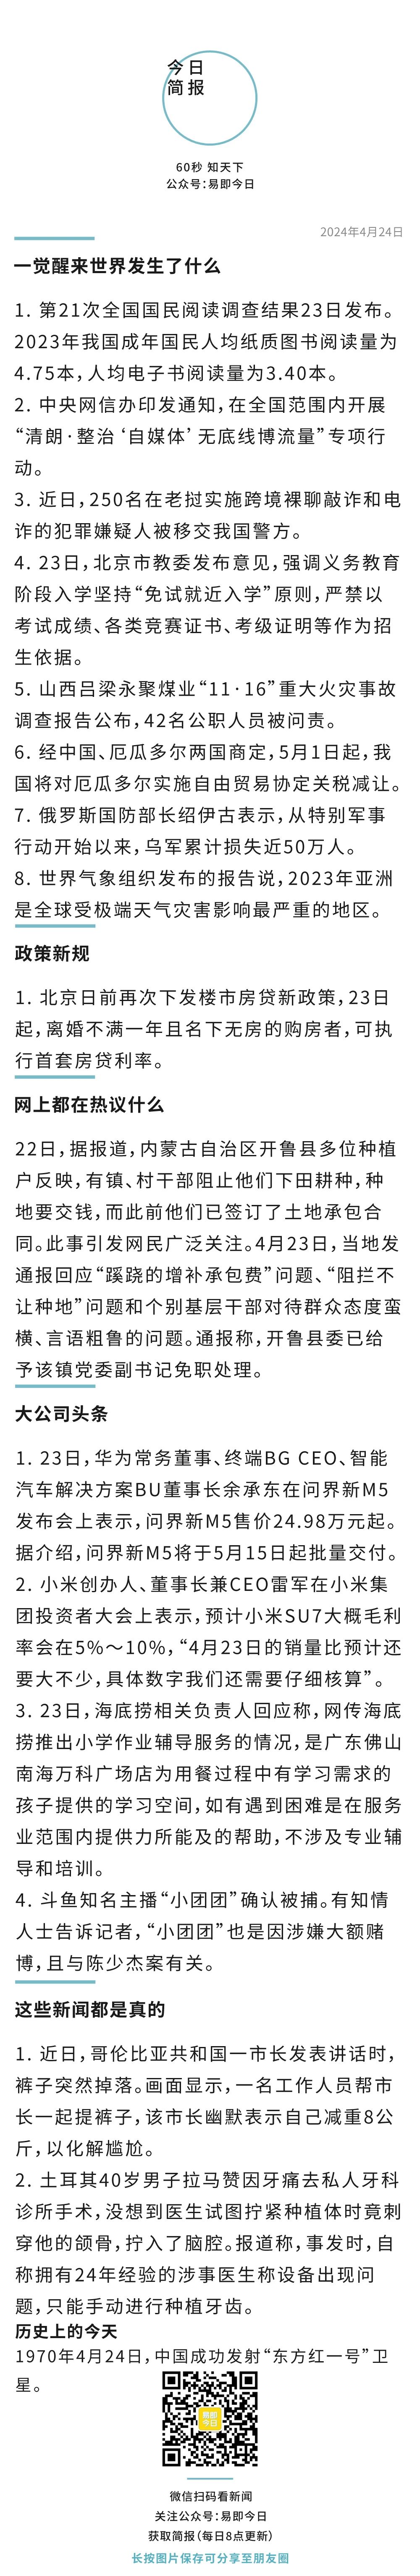 今日
简报
60秒 知天下
公众号：易即今日
2024年4月24日
一觉醒来世界发生了什么
1. 第21次全国国民阅读调查结果23日发布。
2023年我国成年国民人均纸质图书阅读量为
4.75本，人均电子书阅读量为3.40本。
2. 中央网信办印发通知，在全国范围内开展
“清朗·整治‘自媒体’无底线博流量”专项行
动。
3. 近日，250名在老挝实施跨境裸聊敲诈和电
诈的犯罪嫌疑人被移交我国警方。
4. 23日，北京市教委发布意见，强调义务教育
阶段入学坚持“免试就近入学”原则，严禁以
考试成绩、各类竞赛证书、考级证明等作为招
生依据。
5. 山西吕梁永聚煤业“11·16”重大火灾事故
调查报告公布，42名公职人员被问责。
6. 经中国、厄瓜多尔两国商定，5月1日起，我
国将对厄瓜多尔实施自由贸易协定关税减让。
7. 俄罗斯国防部长绍伊古表示，从特别军事
行动开始以来，乌军累计损失近50万人。
8. 世界气象组织发布的报告说，2023年亚洲
是全球受极端天气灾害影响最严重的地区。
政策新规
1. 北京日前再次下发楼市房贷新政策，23日
起，离婚不满一年且名下无房的购房者，可执
行首套房贷利率。
网上都在热议什么
22日，据报道，内蒙古自治区开鲁县多位种植
户反映，有镇、村干部阻止他们下田耕种，种
地要交钱，而此前他们已签订了土地承包合
同。此事引发网民广泛关注。4月23日，当地发
通报回应“蹊跷的增补承包费”问题、“阻拦不
让种地”问题和个别基层干部对待群众态度蛮
横、言语粗鲁的问题。通报称，开鲁县委已给
予该镇党委副书记免职处理。
大公司头条
1. 23日，华为常务董事、终端BG CEO、智能
汽车解决方案BU董事长余承东在问界新M5
发布会上表示，问界新M5售价24.98万元起。
据介绍，问界新M5将于5月15日起批量交付。
2. 小米创办人、董事长兼CEO雷军在小米集
团投资者大会上表示，预计小米SU7大概毛利
率会在5%～10%，“4月23日的销量比预计还
要大不少，具体数字我们还需要仔细核算”。
3. 23日，海底捞相关负责人回应称，网传海底
捞推出小学作业辅导服务的情况，是广东佛山
南海万科广场店为用餐过程中有学习需求的
孩子提供的学习空间，如有遇到困难是在服务
业范围内提供力所能及的帮助，不涉及专业辅
导和培训。
4. 斗鱼知名主播“小团团”确认被捕。有知情
人士告诉记者，“小团团”也是因涉嫌大额赌
博，且与陈少杰案有关。
这些新闻都是真的
1. 近日，哥伦比亚共和国一市长发表讲话时，
裤子突然掉落。画面显示，一名工作人员帮市
长一起提裤子，该市长幽默表示自己减重8公
斤，以化解尴尬。
2. 土耳其40岁男子拉马赞因牙痛去私人牙科
诊所手术，没想到医生试图拧紧种植体时竟刺
穿他的颌骨，拧入了脑腔。报道称，事发时，自
称拥有24年经验的涉事医生称设备出现问
题，只能手动进行种植牙齿。
历史上的今天
1970年4月24日，中国成功发射“东方红一号”卫
星。
易即
今日
微信扫码看新闻
关注公众号：易即今日
获取简报（每日8点更新）
长按图片保存可分享至朋友圈